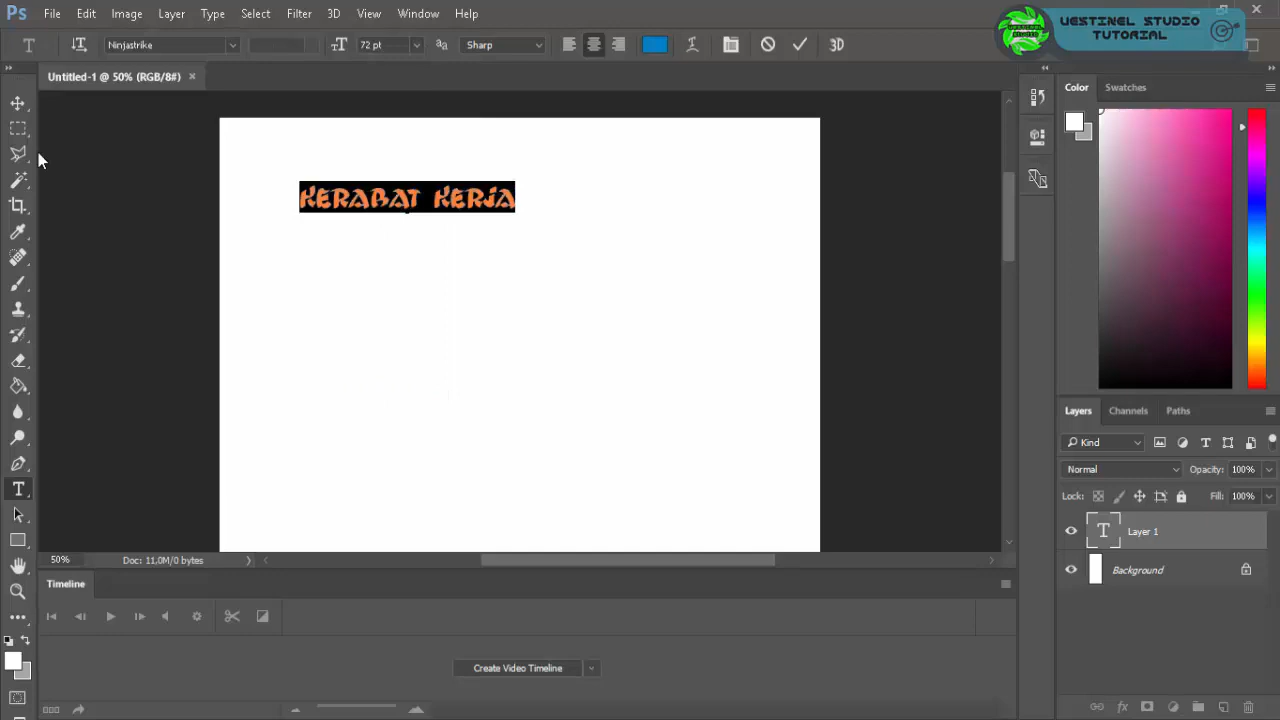 Ps File Edit Image Layer Type Select Filter 3D View Window Help
VESTINEL STUDIO
TUTORIAL
Ninjastrike 72 pt Sharp 3D
Untitled-1 @ 50% (RGB/8#)
Color Swatches
KERABAT KERJA
Layers Channels Paths
Kind
Normal Opacity: 100%
Lock: Fill: 100%
Layer 1
Background
50% Doc: 11,0M/0 bytes
Timeline
Create Video Timeline